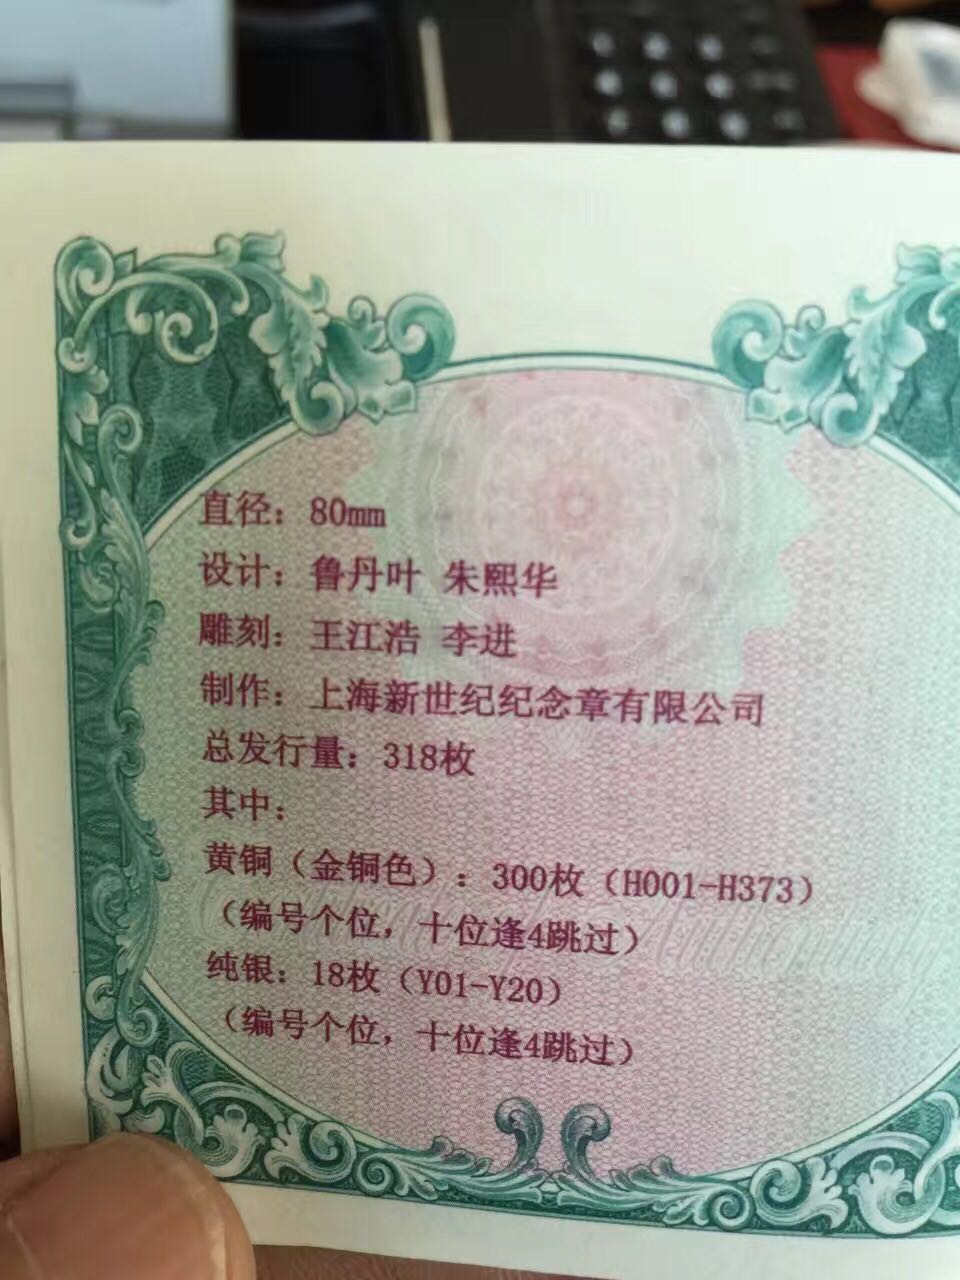 直径：80mm
设计：鲁丹叶 朱熙华
雕刻：王江浩 李进
制作：上海新世纪纪念章有限公司
总发行量：318枚
其中：
黄铜（金铜色）：300枚（H001-H373）
（编号个位，十位逢4跳过）
纯银：18枚（Y01-Y20）
（编号个位，十位逢4跳过）